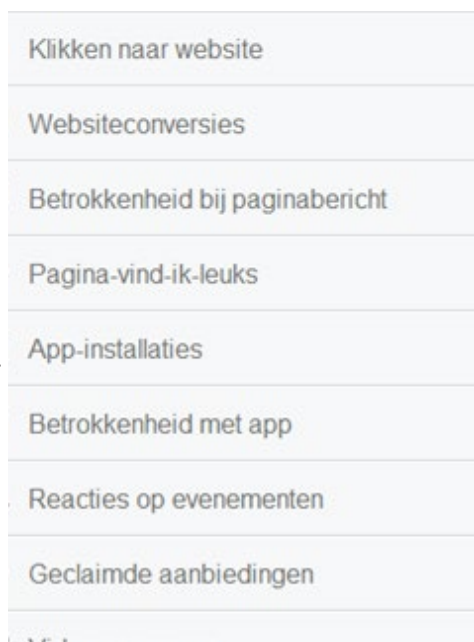 Klikken naar website
Websiteconversies
Betrokkenheid bij paginabericht
Pagina-vind-ik-leuks
App-installaties
Betrokkenheid met app
Reacties op evenementen
Geclaimde aanbiedingen